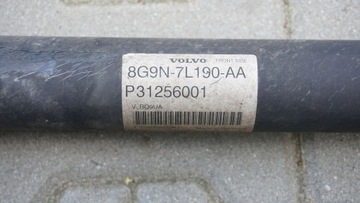 VOLVO FRONT SIDE
8G9N-7L190-AA
P31256001